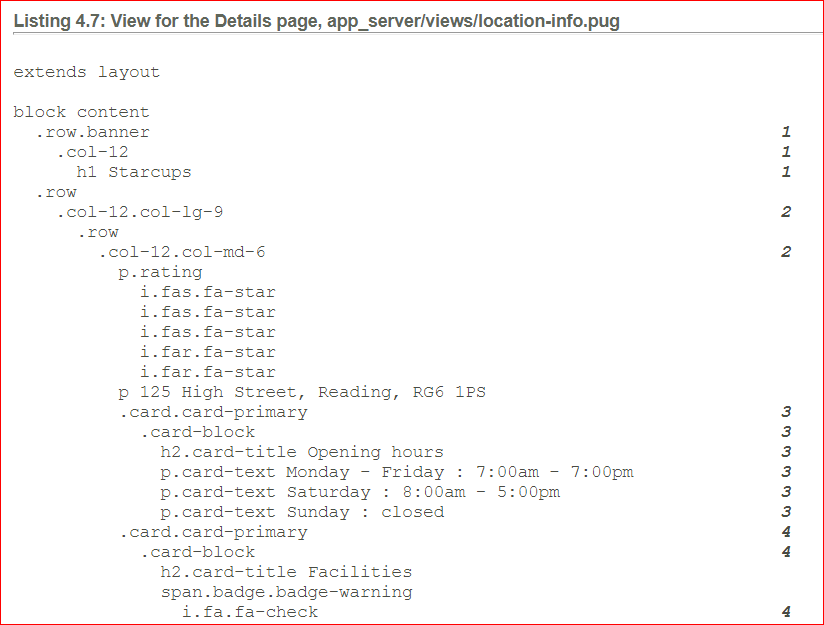 Listing 4.7: View for the Details page, app_server/views/location-info.pug
extends layout
block content
.row.banner 1
.col-12 1
h1 Starcups 1
.row
.col-12.col-lg-9 2
.row
.col-12.col-md-6 2
p.rating
i.fas.fa-star
i.fas.fa-star
i.fas.fa-star
i.far.fa-star
i.far.fa-star
p 125 High Street, Reading, RG6 1PS
.card.card-primary 3
.card-block 3
h2.card-title Opening hours 3
p.card-text Monday - Friday : 7:00am - 7:00pm 3
p.card-text Saturday : 8:00am - 5:00pm 3
p.card-text Sunday : closed 3
.card.card-primary 4
.card-block 4
h2.card-title Facilities
span.badge.badge-warning
i.fa.fa-check 4